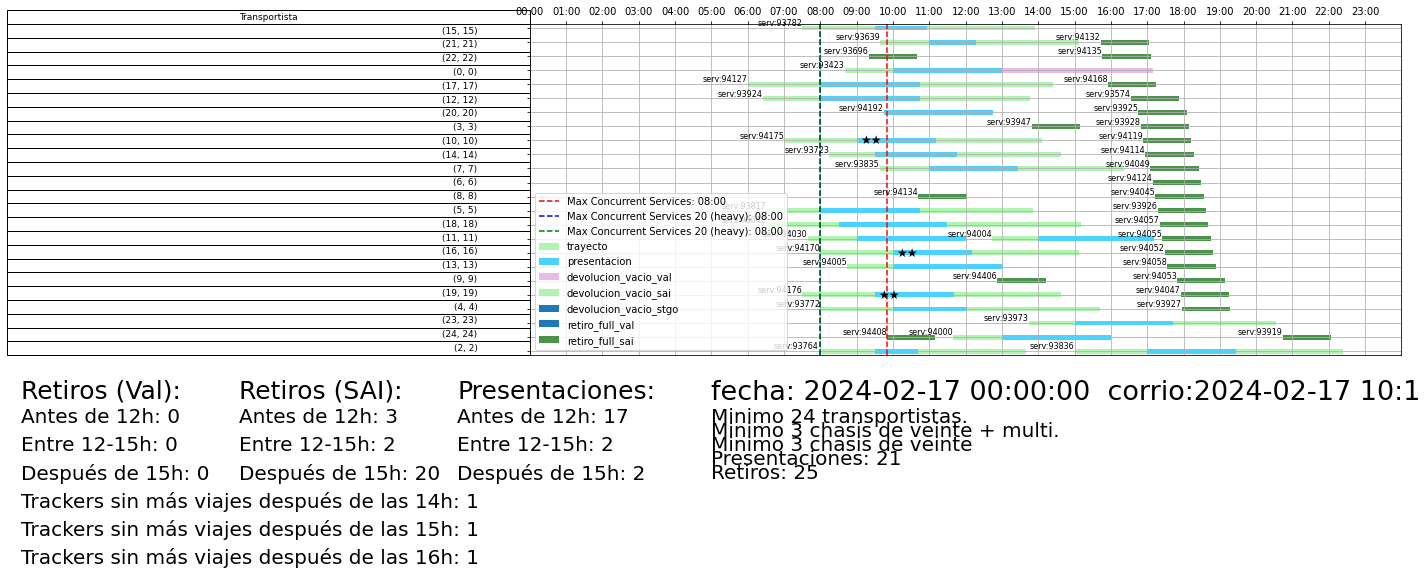 Transportista
00:00 01:00 02:00 03:00 04:00 05:00 06:00 07:00 08:00 09:00 10:00 11:00 12:00 13:00 14:00 15:00 16:00 17:00 18:00 19:00 20:00 21:00 22:00 23:00
(15, 15) serv:93782
(21, 21) serv:93639 serv:94132
(22, 22) serv:93696 serv:94135
(0, 0) serv:93423
(17, 17) serv:94127 serv:94168
(12, 12) serv:93924 serv:93574
(20, 20) serv:94192 serv:93925
(3, 3) serv:93947 serv:93928
(10, 10) serv:94175 serv:94119
(14, 14) serv:93723 serv:94114
(7, 7) serv:93835 serv:94049
(6, 6) serv:94124
(8, 8) serv:94134 serv:94045
(5, 5) serv:93817 serv:93926
(18, 18) serv:94057
(11, 11) serv:94004 serv:94055
(16, 16) serv:94170 serv:94052
(13, 13) serv:94005 serv:94058
(9, 9) serv:94406 serv:94053
(19, 19) serv:94176 serv:94047
(4, 4) serv:93772 serv:93927
(23, 23) serv:93973
(24, 24) serv:94408 serv:94000 serv:93919
(2, 2) serv:93764 serv:93836
Max Concurrent Services: 08:00
Max Concurrent Services 20 (heavy): 08:00
Max Concurrent Services 20 (heavy): 08:00
trayecto
presentacion
devolucion_vacio_val
devolucion_vacio_sai
devolucion_vacio_stgo
retiro_full_val
retiro_full_sai
Retiros (Val):
Antes de 12h: 0
Entre 12-15h: 0
Después de 15h: 0
Retiros (SAI):
Antes de 12h: 3
Entre 12-15h: 2
Después de 15h: 20
Presentaciones:
Antes de 12h: 17
Entre 12-15h: 2
Después de 15h: 2
Trackers sin más viajes después de las 14h: 1
Trackers sin más viajes después de las 15h: 1
Trackers sin más viajes después de las 16h: 1
fecha: 2024-02-17 00:00:00 corrio:2024-02-17 10:1
Minimo 24 transportistas.
Minimo 3 chasis de veinte + multi.
Minimo 3 chasis de veinte
Presentaciones: 21
Retiros: 25